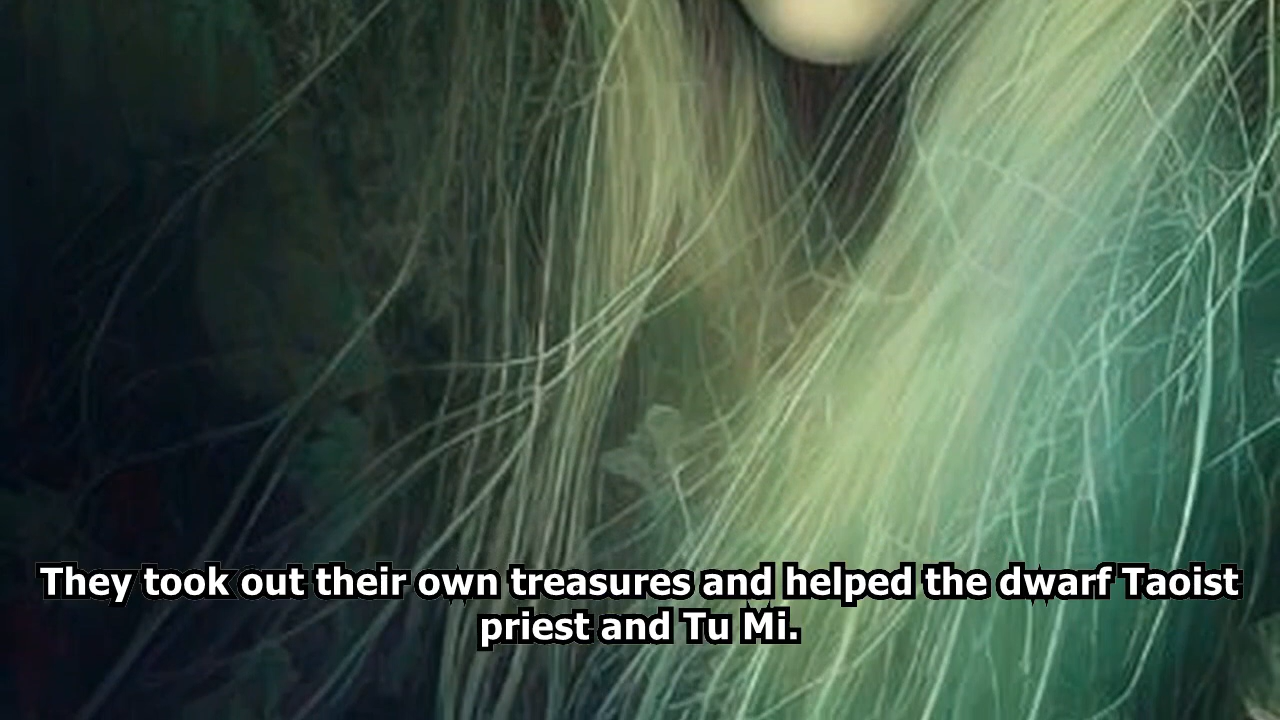 They took out their own treasures and helped the dwarf Taoist
priest and Tu Mi.